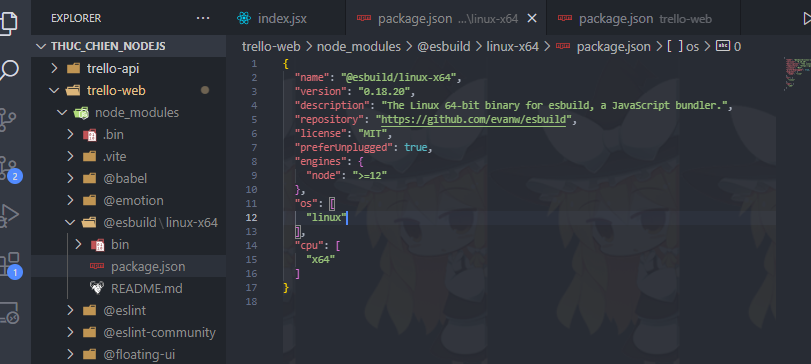 EXPLORER
THUC_CHIEN_NODEJS
trello-api
trello-web
node_modules
.bin
.vite
@babel
@emotion
@esbuild\linux-x64
bin
package.json
README.md
@eslint
@eslint-community
@floating-ui
2
1
index.jsx
package.json ...\linux-x64
package.json trello-web
trello-web > node_modules > @esbuild > linux-x64 > package.json > [ ] os > abc 0
1 {
2 "name": "@esbuild/linux-x64",
3 "version": "0.18.20",
4 "description": "The Linux 64-bit binary for esbuild, a JavaScript bundler.",
5 "repository": "https://github.com/evanw/esbuild",
6 "license": "MIT",
7 "preferUnplugged": true,
8 "engines": {
9 "node": ">=12"
10 },
11 "os": [
12 "linux"
13 ],
14 "cpu": [
15 "x64"
16 ]
17 }
18